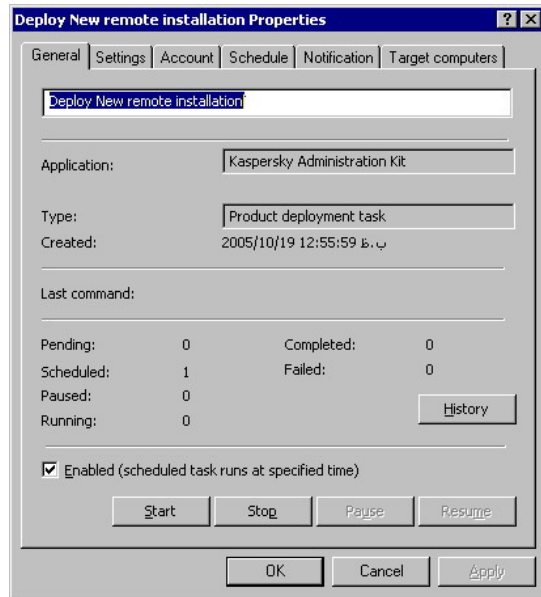 Deploy New remote installation Properties
General Settings Account Schedule Notification Target computers
Deploy New remote installation
Application: Kaspersky Administration Kit
Type: Product deployment task
Created: 2005/10/19 12:55:59 ب.ظ
Last command:
Pending: 0 Completed: 0
Scheduled: 1 Failed: 0
Paused: 0
Running: 0
History
Enabled (scheduled task runs at specified time)
Start Stop Pause Resume
OK Cancel Apply